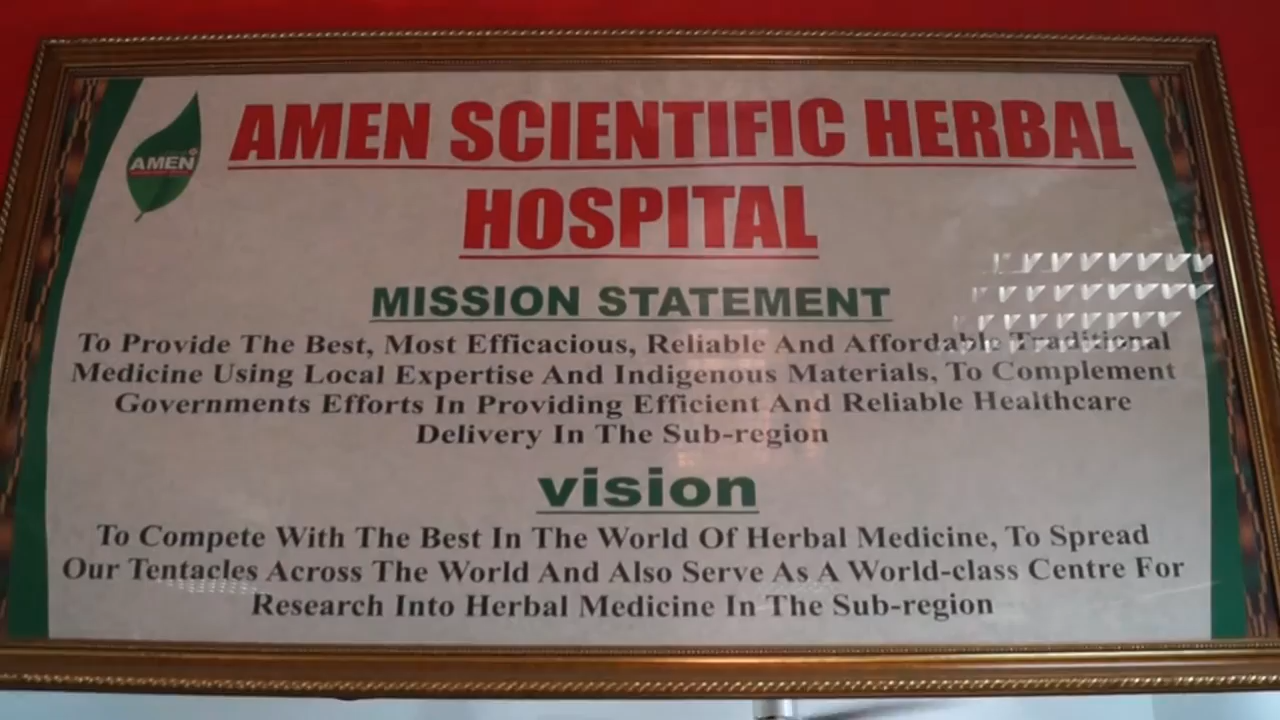 AMEN SCIENTIFIC HERBAL
HOSPITAL
AMEN
MISSION STATEMENT
To Provide The Best, Most Efficacious, Reliable And Affordable Traditional
Medicine Using Local Expertise And Indigenous Materials, To Complement
Governments Efforts In Providing Efficient And Reliable Healthcare
Delivery In The Sub-region
vision
To Compete With The Best In The World Of Herbal Medicine, To Spread
Our Tentacles Across The World And Also Serve As A World-class Centre For
Research Into Herbal Medicine In The Sub-region